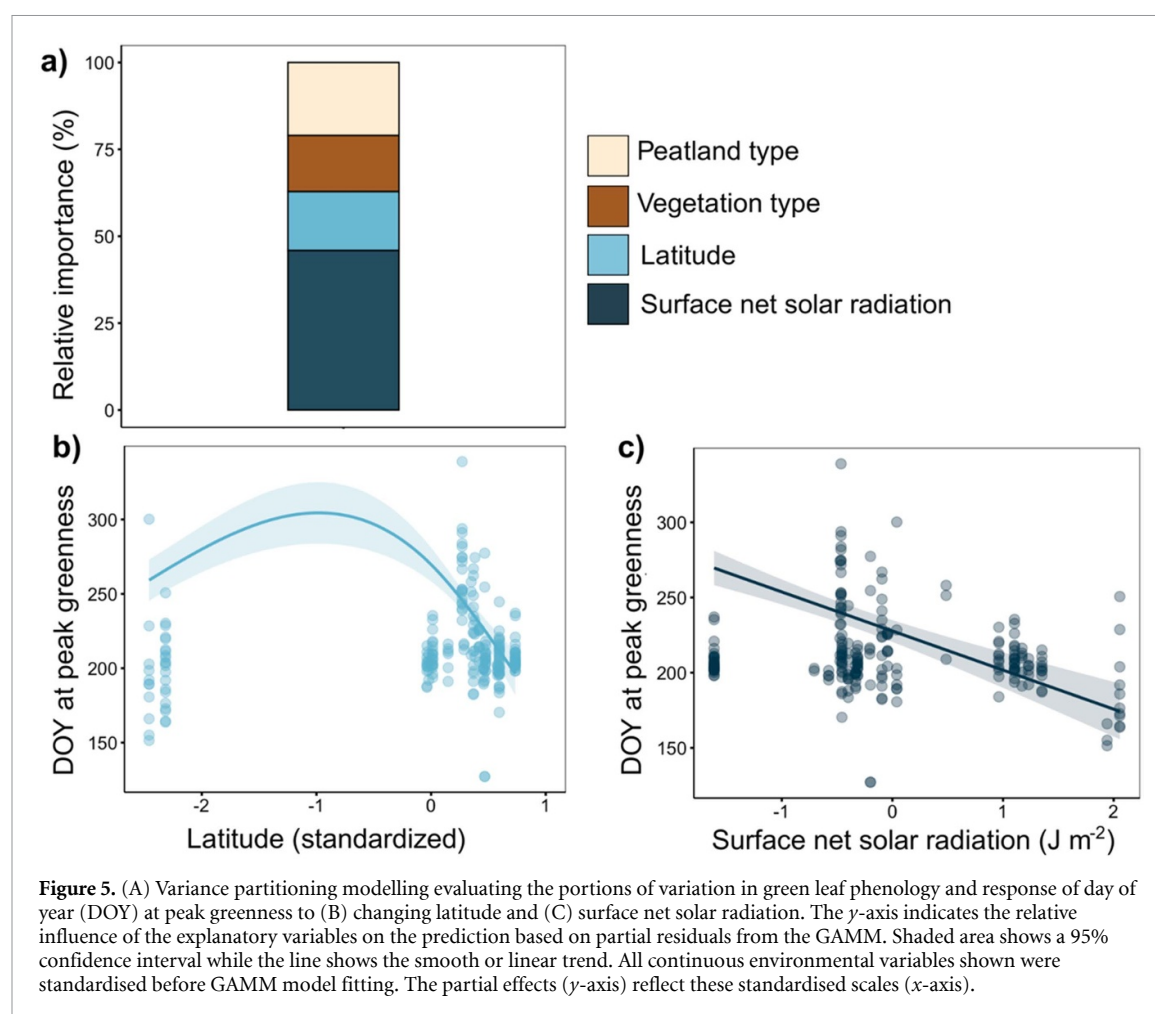 a)
100
75
50
25
0
Relative importance (%)
Peatland type
Vegetation type
Latitude
Surface net solar radiation
b)
300
250
200
150
DOY at peak greenness
-2 -1 0 1
Latitude (standardized)
c)
300
250
200
150
DOY at peak greenness
-1 0 1 2
Surface net solar radiation (J m⁻²)
Figure 5. (A) Variance partitioning modelling evaluating the portions of variation in green leaf phenology and response of day of
year (DOY) at peak greenness to (B) changing latitude and (C) surface net solar radiation. The y-axis indicates the relative
influence of the explanatory variables on the prediction based on partial residuals from the GAMM. Shaded area shows a 95%
confidence interval while the line shows the smooth or linear trend. All continuous environmental variables shown were
standardised before GAMM model fitting. The partial effects (y-axis) reflect these standardised scales (x-axis).